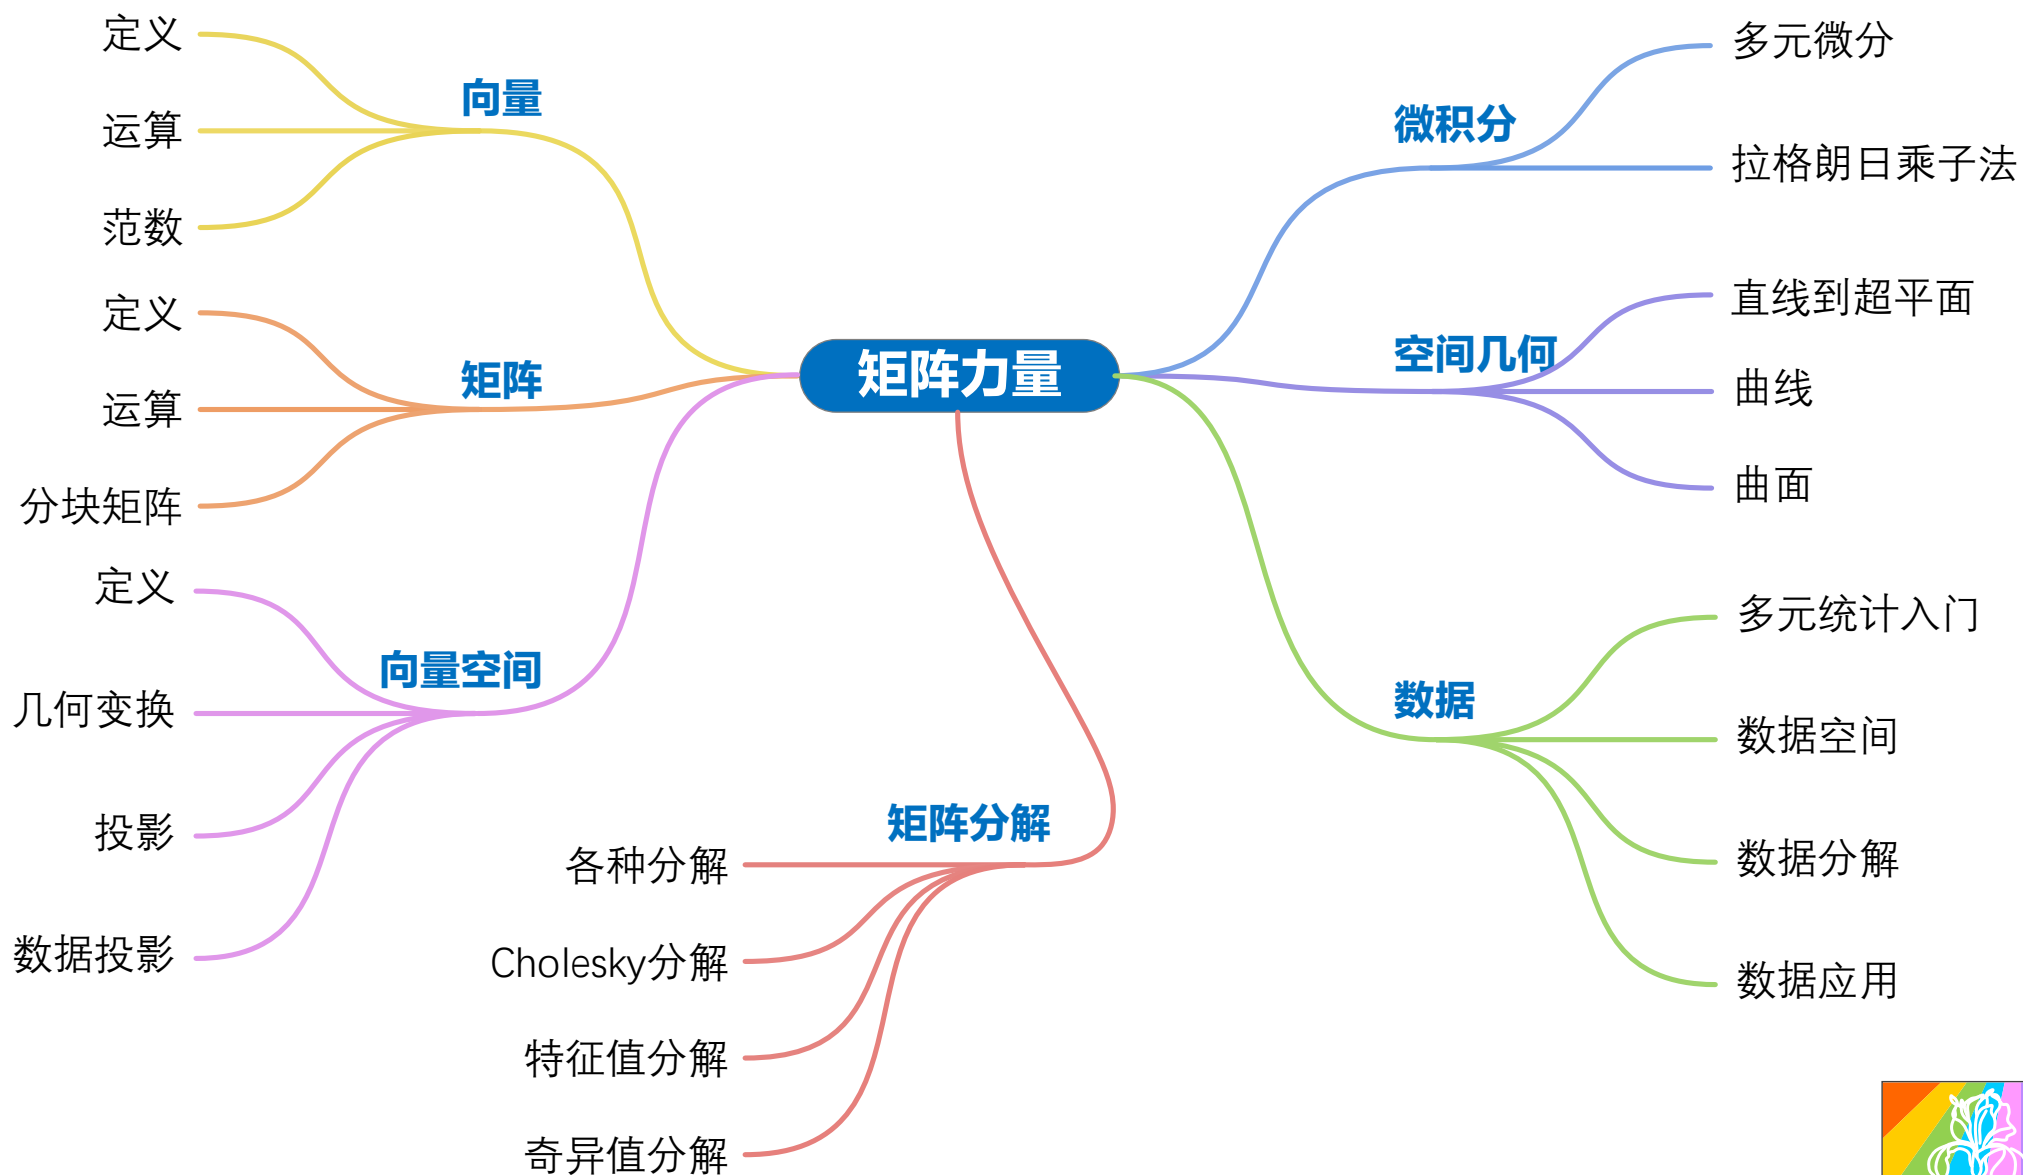 矩阵力量
向量
定义
运算
范数
矩阵
定义
运算
分块矩阵
向量空间
定义
几何变换
投影
数据投影
矩阵分解
各种分解
Cholesky分解
特征值分解
奇异值分解
微积分
多元微分
拉格朗日乘子法
空间几何
直线到超平面
曲线
曲面
数据
多元统计入门
数据空间
数据分解
数据应用